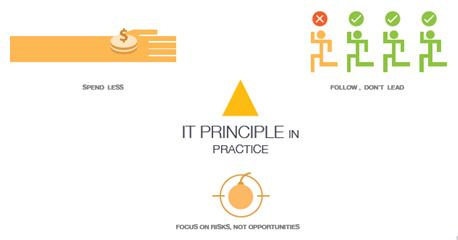 $
SPEND LESS
FOLLOW , DON'T LEAD
IT PRINCIPLE IN
PRACTICE
FOCUS ON RISKS, NOT OPPORTUNITIES